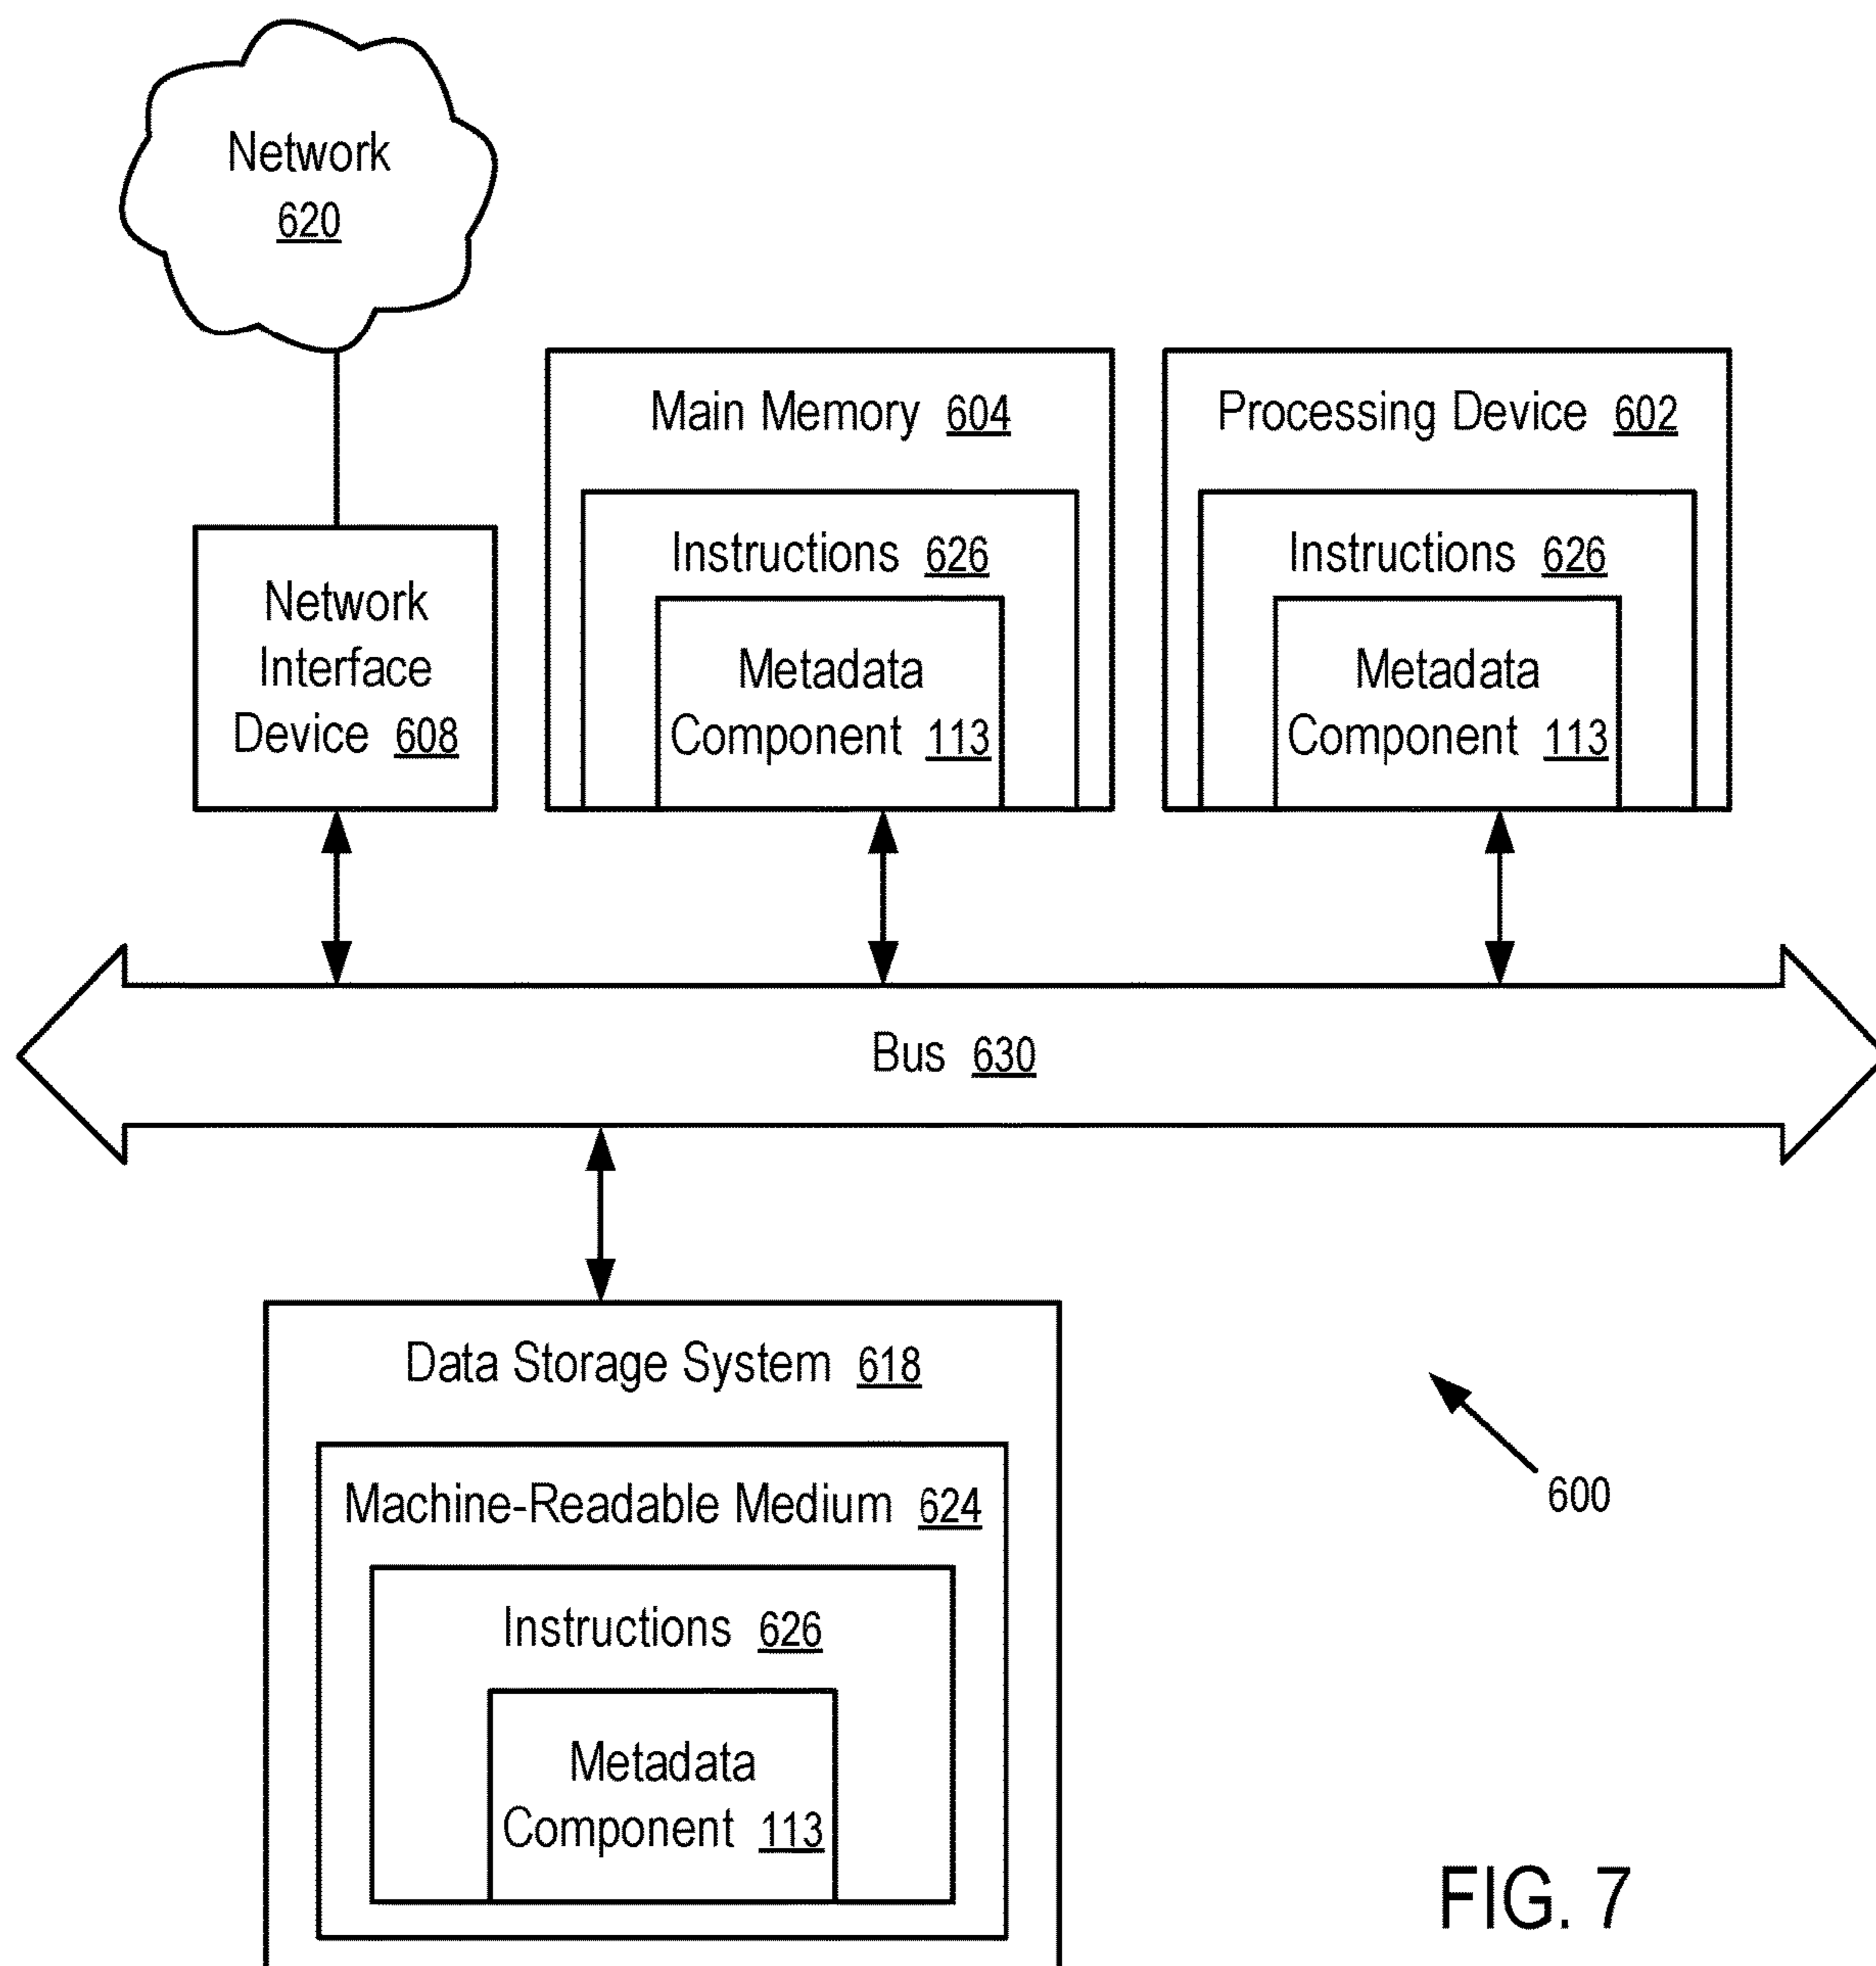 Network
620
Network
Interface
Device 608
Main Memory 604
Instructions 626
Metadata
Component 113
Processing Device 602
Instructions 626
Metadata
Component 113
Bus 630
Data Storage System 618
Machine-Readable Medium 624
Instructions 626
Metadata
Component 113
600
FIG. 7